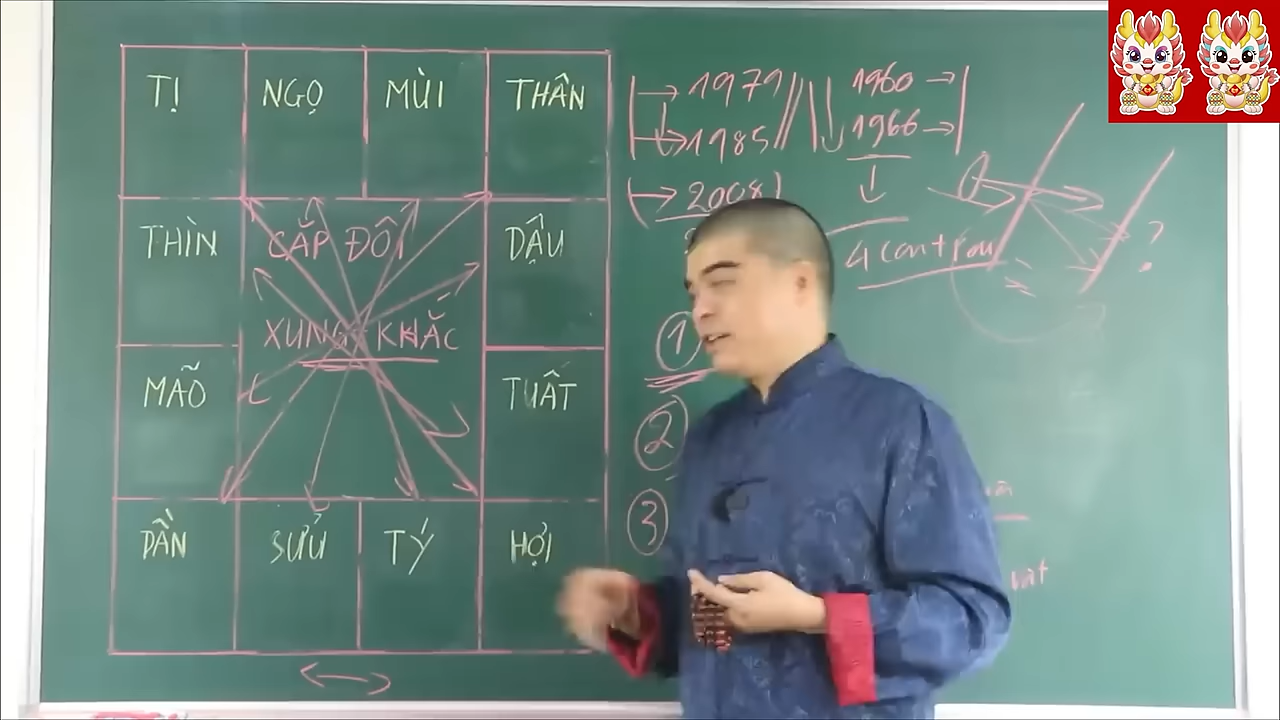 TỊ NGỌ MÙI THÂN
THÌN CẶP ĐÔI DẬU
XUNG KHẮC
MÃO TUẤT
DẦN SỬU TÝ HỢI
1979
1985
2008
1960
1966
4 con +
?
1
2
3